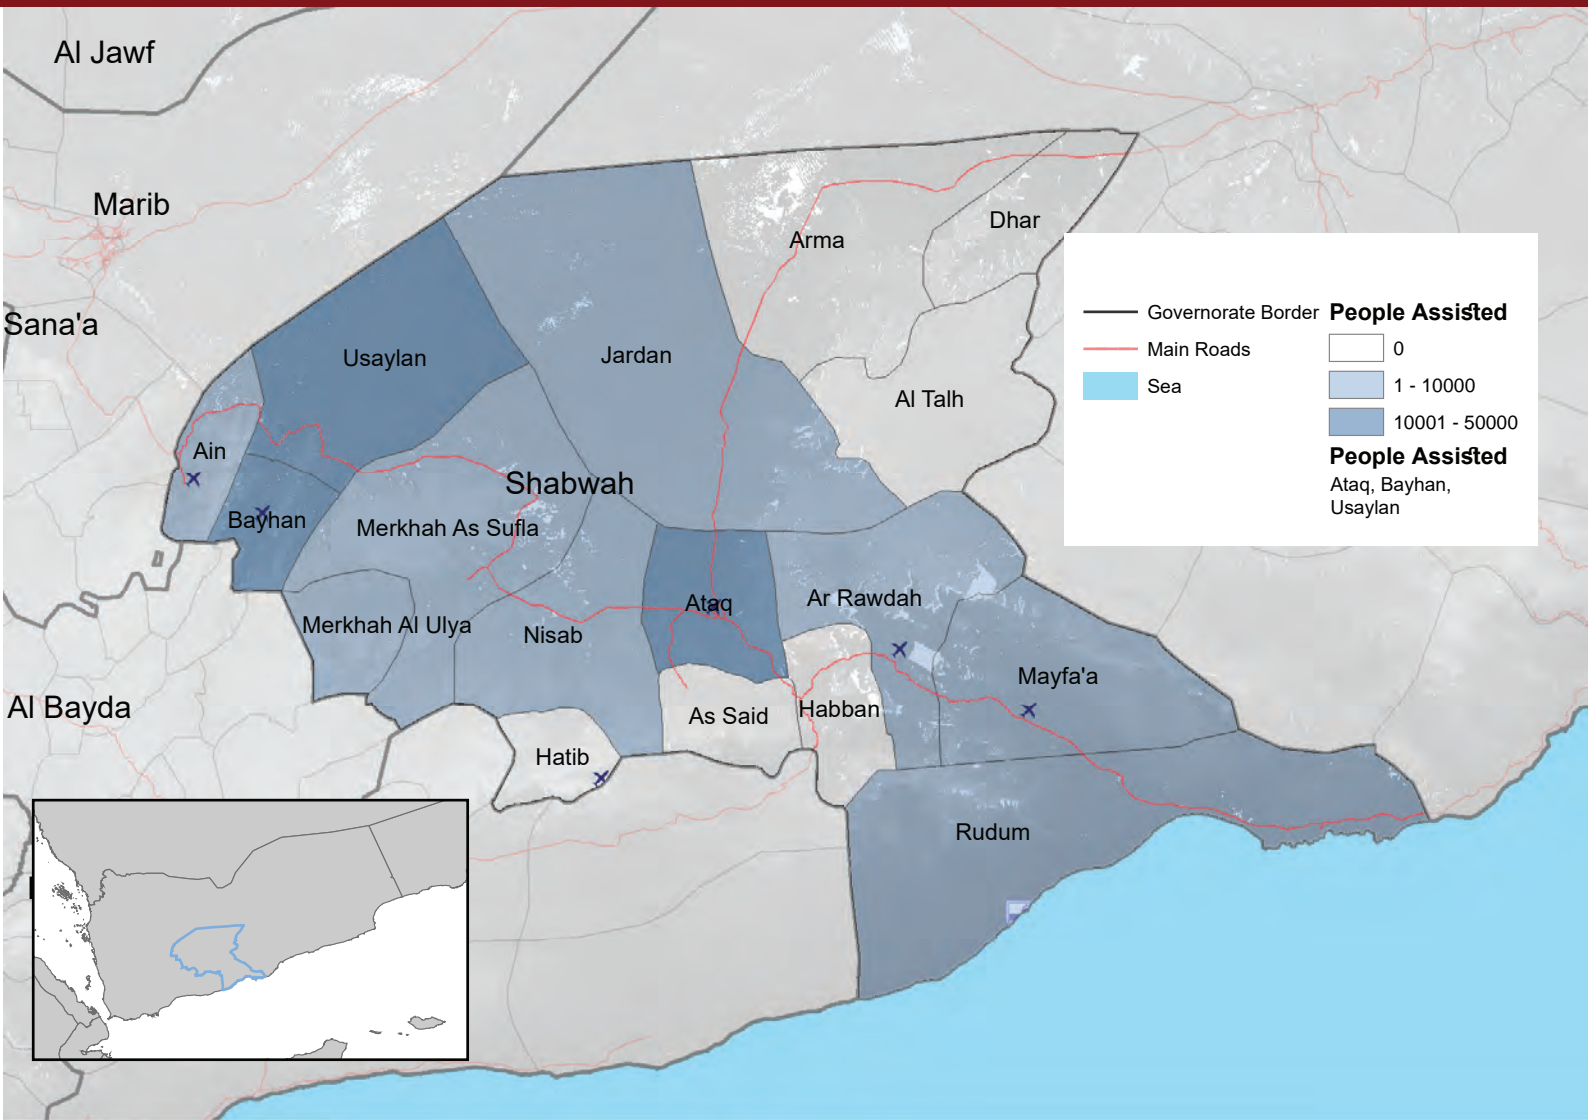 Al Jawf
Marib
Dhar
Arma
Sana'a
Governorate Border
Main Roads
Sea
People Assisted
0
1 - 10000
10001 - 50000
People Assisted
Ataq, Bayhan,
Usaylan
Usaylan
Jardan
Al Talh
Ain
Shabwah
Bayhan
Merkhah As Sufla
Ataq
Ar Rawdah
Merkhah Al Ulya
Nisab
Mayfa'a
Al Bayda
As Said
Habban
Hatib
Rudum